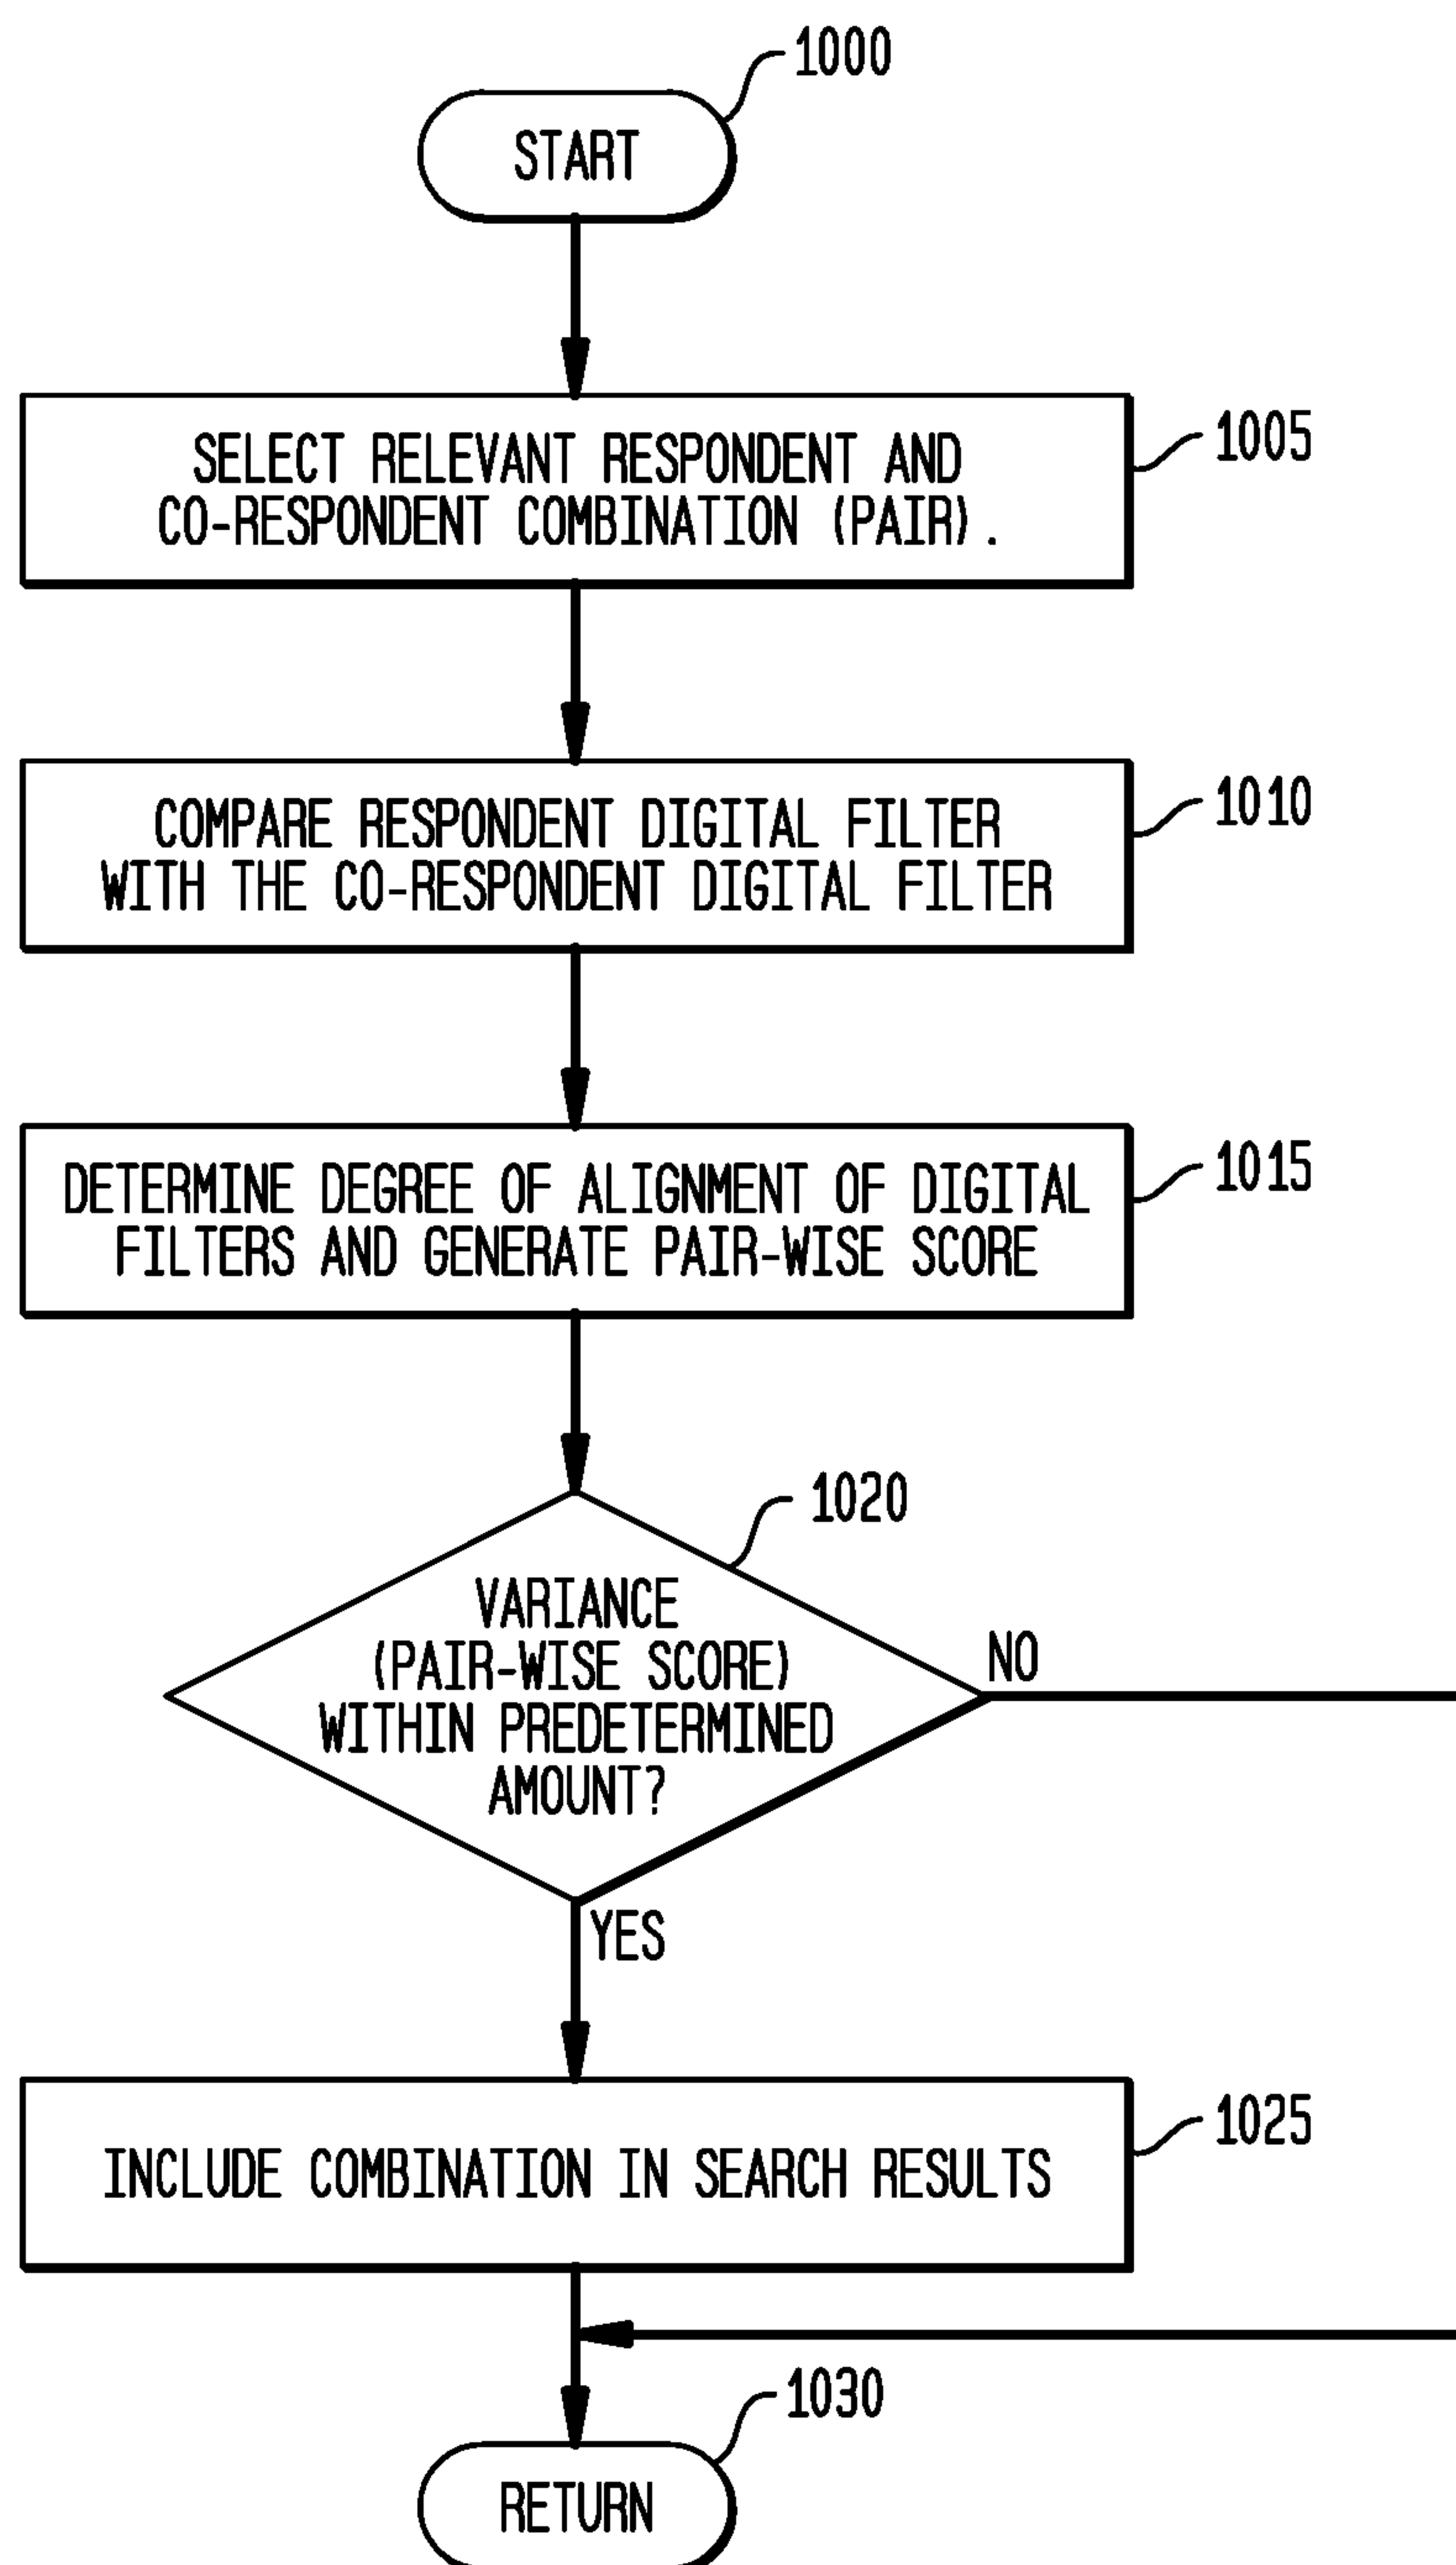 1000
START
SELECT RELEVANT RESPONDENT AND
CO-RESPONDENT COMBINATION (PAIR).
1005
COMPARE RESPONDENT DIGITAL FILTER
WITH THE CO-RESPONDENT DIGITAL FILTER
1010
DETERMINE DEGREE OF ALIGNMENT OF DIGITAL
FILTERS AND GENERATE PAIR-WISE SCORE
1015
1020
VARIANCE
(PAIR-WISE SCORE)
WITHIN PREDETERMINED
AMOUNT?
NO
YES
INCLUDE COMBINATION IN SEARCH RESULTS
1025
1030
RETURN